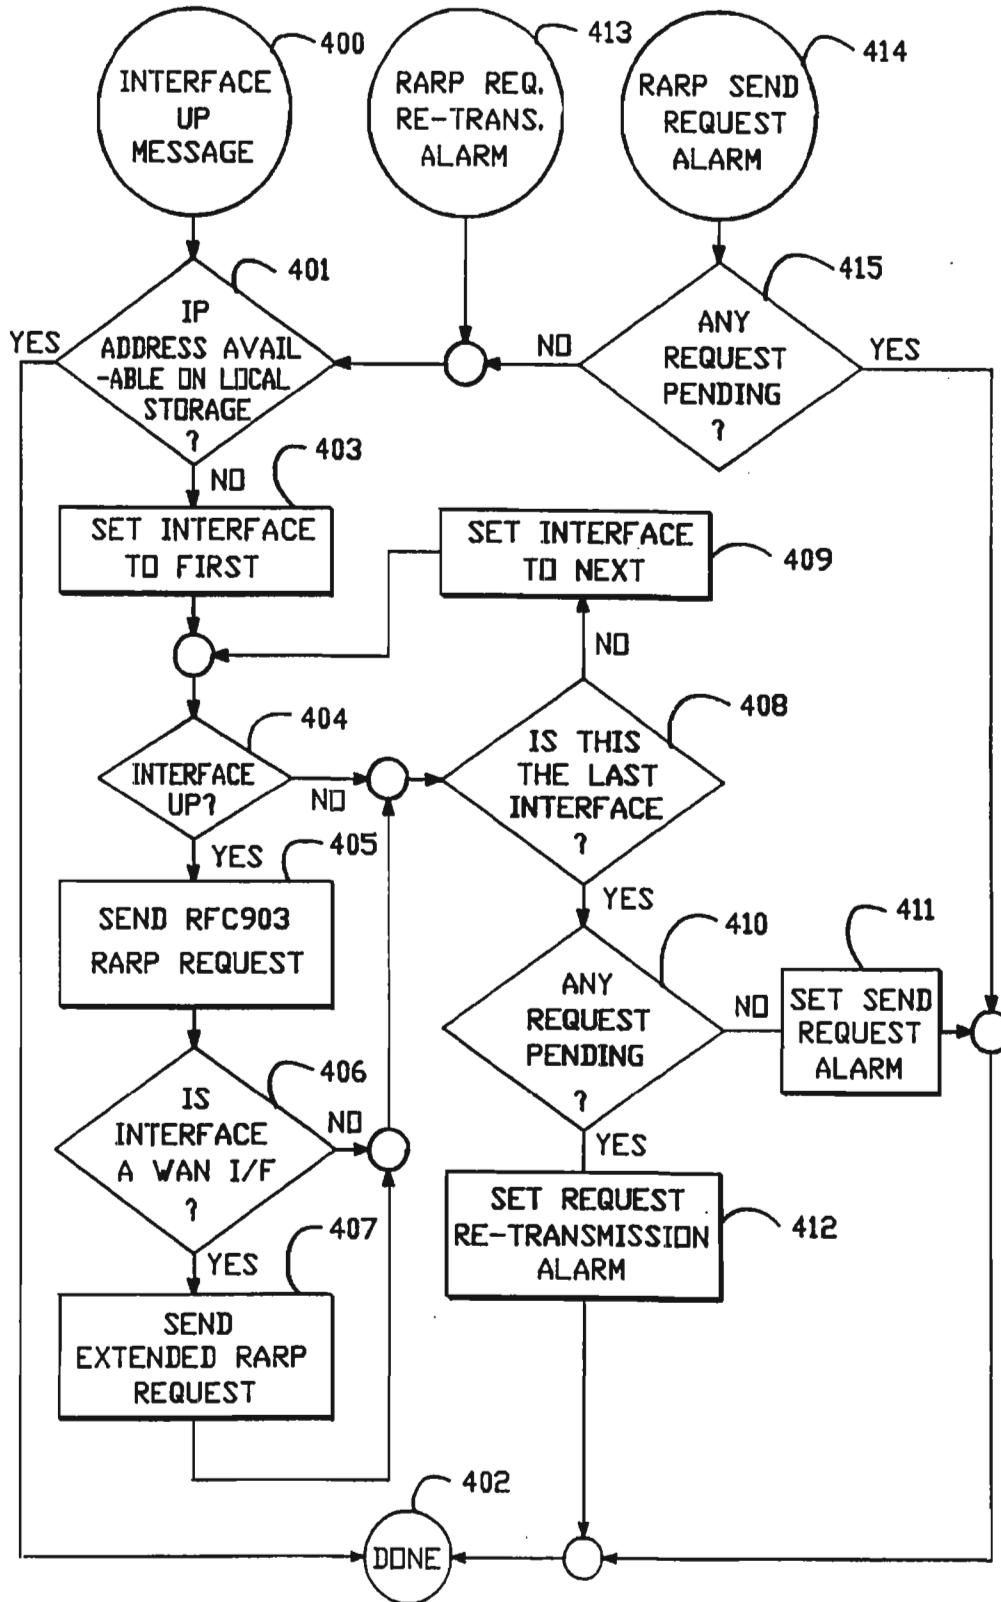 400
INTERFACE
UP
MESSAGE
413
RARP REQ.
RE-TRANS.
ALARM
414
RARP SEND
REQUEST
ALARM
401
IP
ADDRESS AVAIL
-ABLE ON LOCAL
STORAGE
?
YES
NO
415
ANY
REQUEST
PENDING
?
NO
YES
403
SET INTERFACE
TO FIRST
SET INTERFACE
TO NEXT
409
NO
404
INTERFACE
UP?
NO
YES
408
IS THIS
THE LAST
INTERFACE
?
YES
405
SEND RFC903
RARP REQUEST
410
ANY
REQUEST
PENDING
?
NO
YES
411
SET SEND
REQUEST
ALARM
406
IS
INTERFACE
A WAN I/F
?
NO
YES
SET REQUEST
RE-TRANSMISSION
ALARM
412
407
SEND
EXTENDED RARP
REQUEST
402
DONE